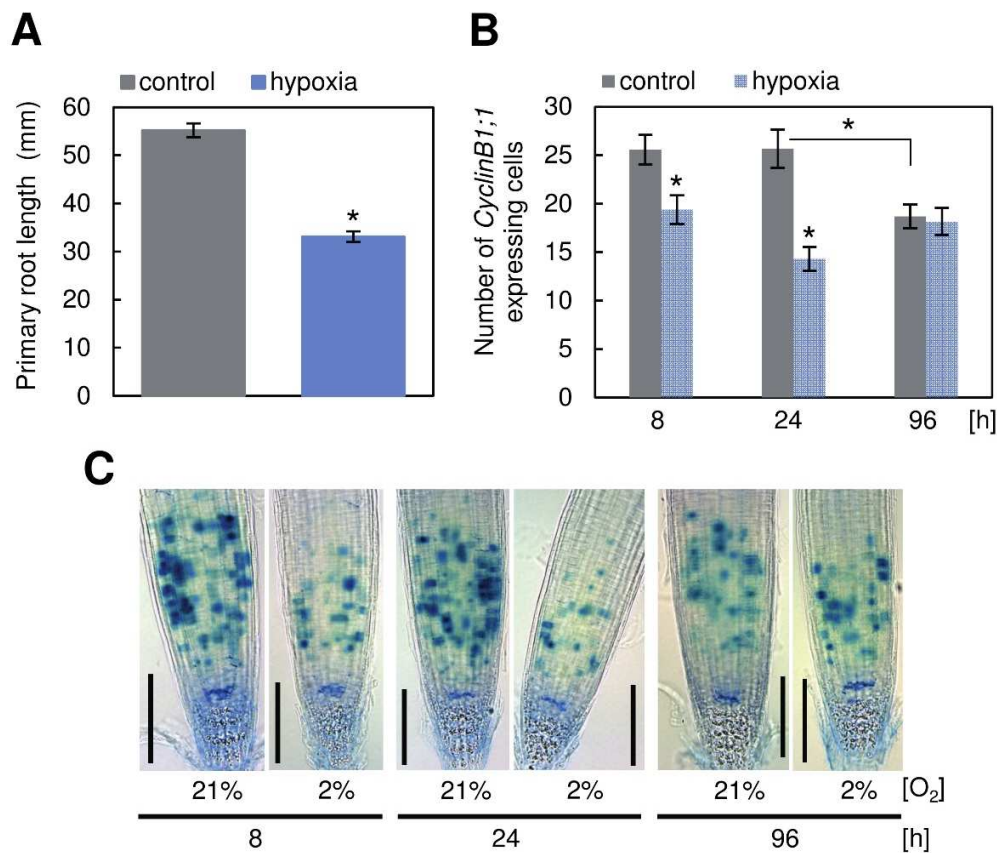 A
control hypoxia
Primary root length (mm)
60
50
40
30
20
10
0
*
B
control hypoxia
Number of CyclinB1;1
expressing cells
30
25
20
15
10
5
0
*
*
*
8 24 96 [h]
C
21% 2% 21% 2% 21% 2% [O₂]
8 24 96 [h]